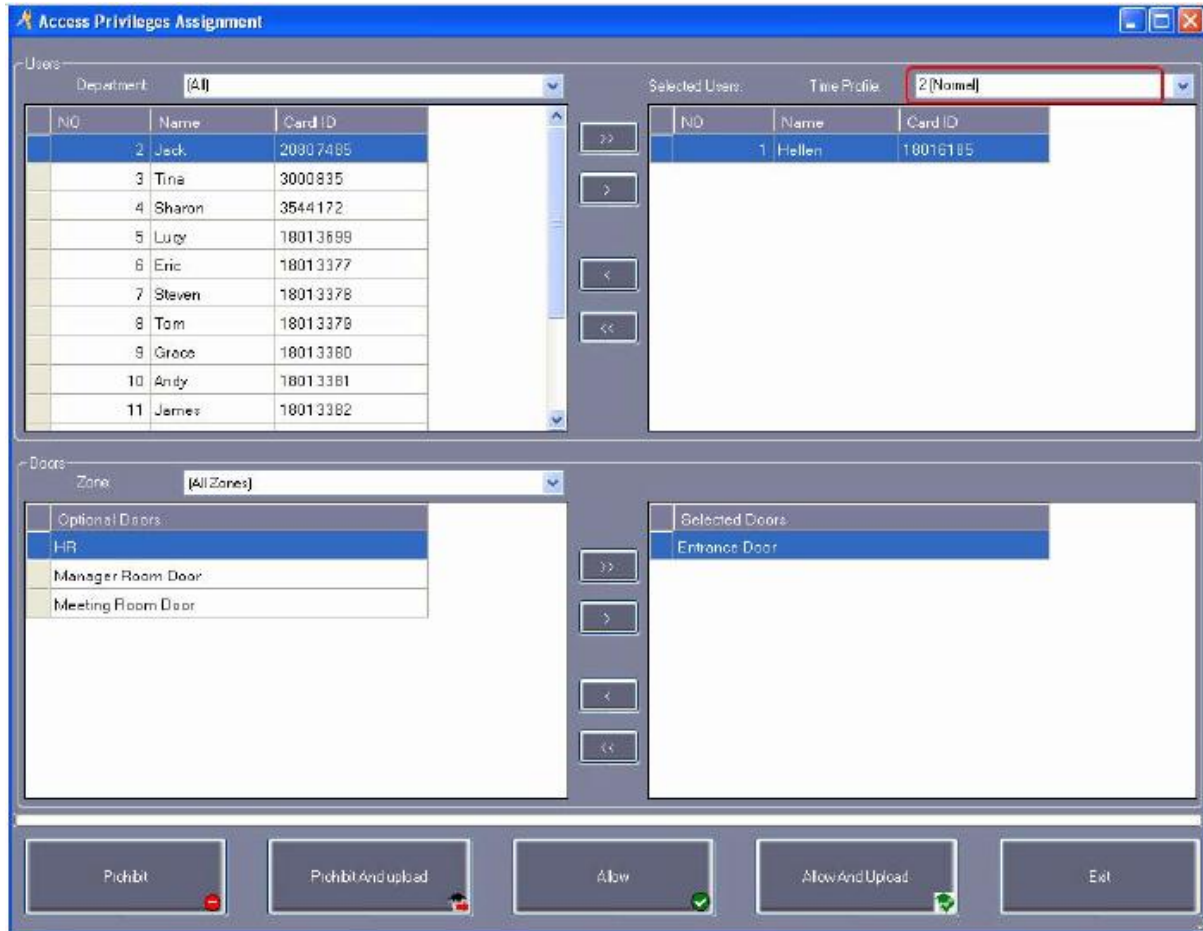 Access Privileges Assignment
Users
Department: [All] Selected Users: Time Profile: 2 [Normal]
NO Name Card ID NO Name Card ID
2 Jack 20807485 1 Hellen 18016185
3 Tina 3000835
4 Sharon 3544172
5 Lucy 18013699
6 Eric 18013377
7 Steven 18013378
8 Tom 18013379
9 Grace 18013380
10 Andy 18013381
11 James 18013382
>>
>
<
<<
Doors
Zone: [All Zones]
Optional Doors Selected Doors
HR Entrance Door
Manager Room Door
Meeting Room Door
>>
>
<
<<
Prohibit Prohibit And upload Allow Allow And Upload Exit